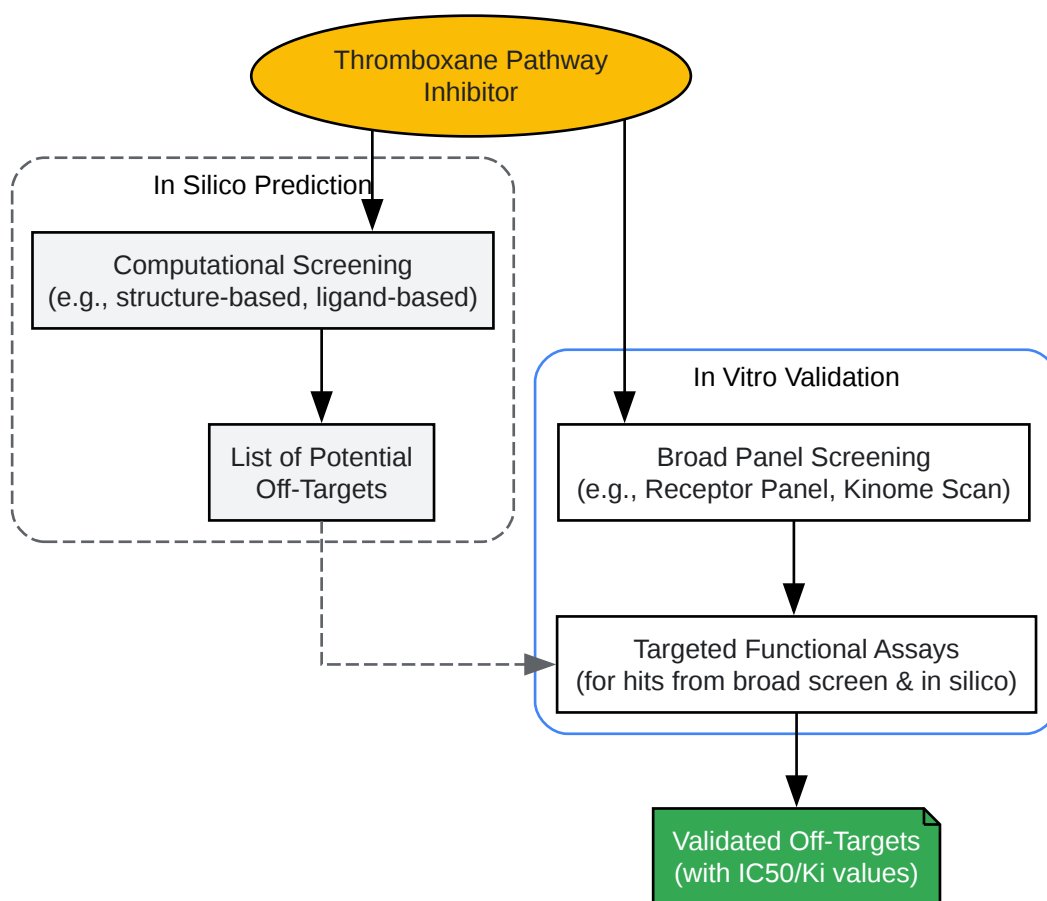 Thromboxane Pathway
Inhibitor
In Silico Prediction
Computational Screening
(e.g., structure-based, ligand-based)
List of Potential
Off-Targets
In Vitro Validation
Broad Panel Screening
(e.g., Receptor Panel, Kinome Scan)
Targeted Functional Assays
(for hits from broad screen & in silico)
Validated Off-Targets
(with IC50/Ki values)